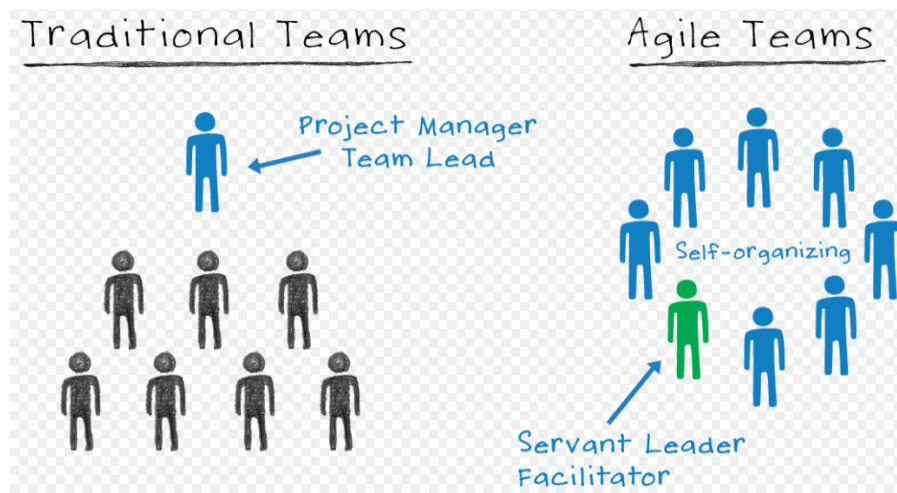 Traditional Teams
Agile Teams
Project Manager
Team Lead
Self-organizing
Servant Leader
Facilitator